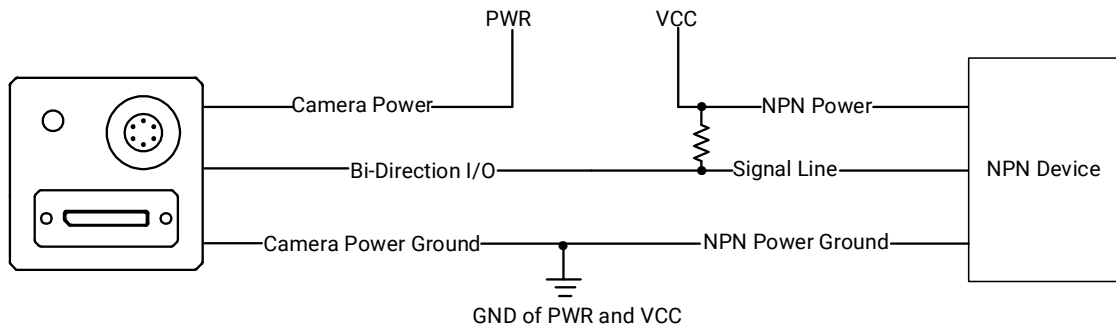 PWR
VCC
Camera Power
NPN Power
Bi-Direction I/O
Signal Line
NPN Device
Camera Power Ground
NPN Power Ground
GND of PWR and VCC